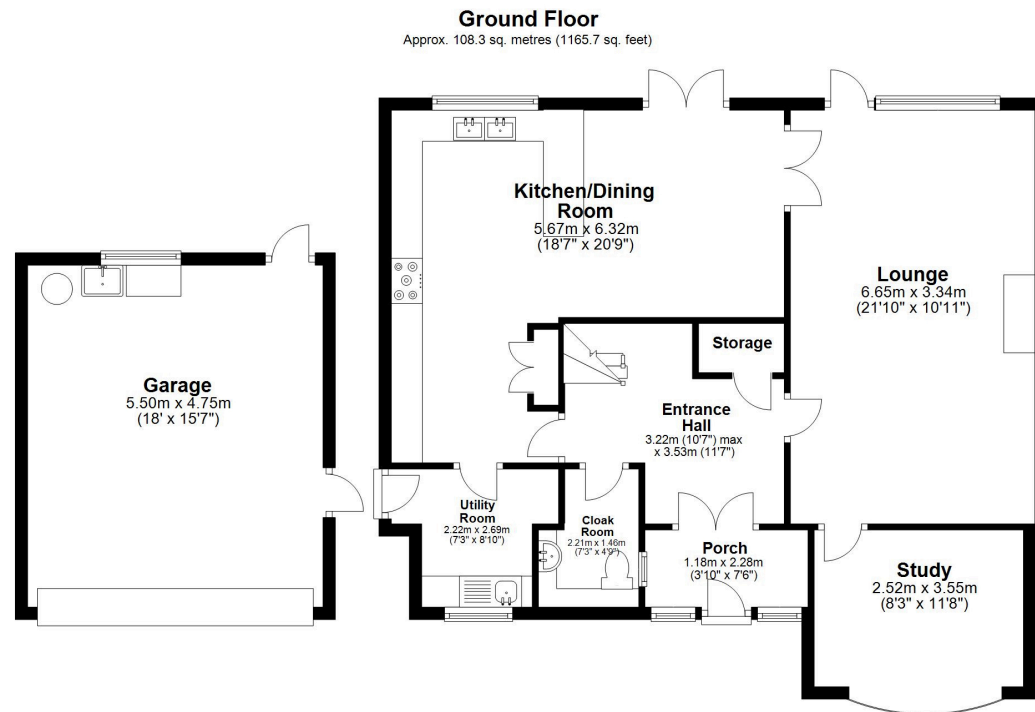 Ground Floor
Approx. 108.3 sq. metres (1165.7 sq. feet)
Kitchen/Dining
Room
5.67m x 6.32m
(18'7" x 20'9")
Lounge
6.65m x 3.34m
(21'10" x 10'11")
Storage
Garage
5.50m x 4.75m
(18' x 15'7")
Entrance
Hall
3.22m (10'7") max
x 3.53m (11'7")
Utility
Room
2.22m x 2.69m
(7'3" x 8'10")
Cloak
Room
2.21m x 1.46m
(7'3" x 4'9")
Porch
1.18m x 2.28m
(3'10" x 7'6")
Study
2.52m x 3.55m
(8'3" x 11'8")